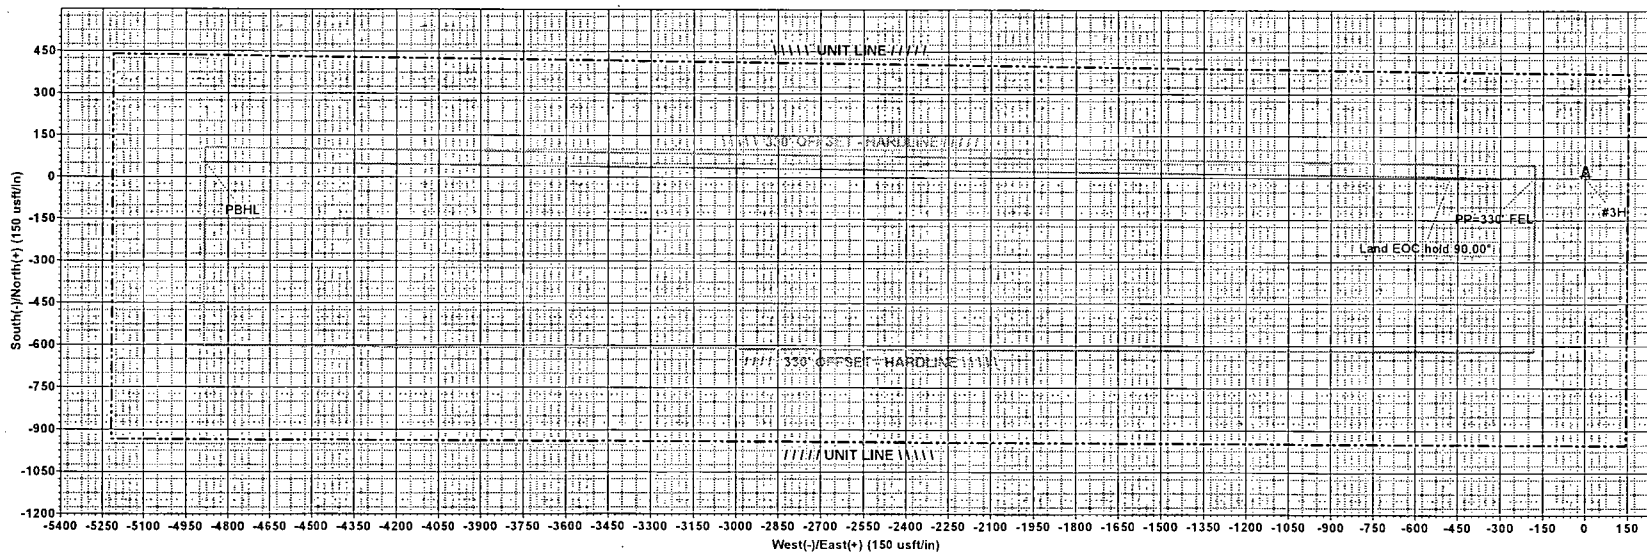 \ \ \ \ \ UNIT LINE / / / / /
450
300
\ \ \ \ \ 330' OFFSET - HARDLINE / / / / /
150
0
A
PBHL
PP=330' FEL
#3H
-150
Land EOC hold 90.00°
-300
-450
-600
/ / / / / 330' OFFSET - HARDLINE \ \ \ \ \
-750
-900
/ / / / / UNIT LINE \ \ \ \ \
-1050
-1200
South(-)/North(+) (150 usft/in)
-5400 -5250 -5100 -4950 -4800 -4650 -4500 -4350 -4200 -4050 -3900 -3750 -3600 -3450 -3300 -3150 -3000 -2850 -2700 -2550 -2400 -2250 -2100 -1950 -1800 -1650 -1500 -1350 -1200 -1050 -900 -750 -600 -450 -300 -150 0 150
West(-)/East(+) (150 usft/in)